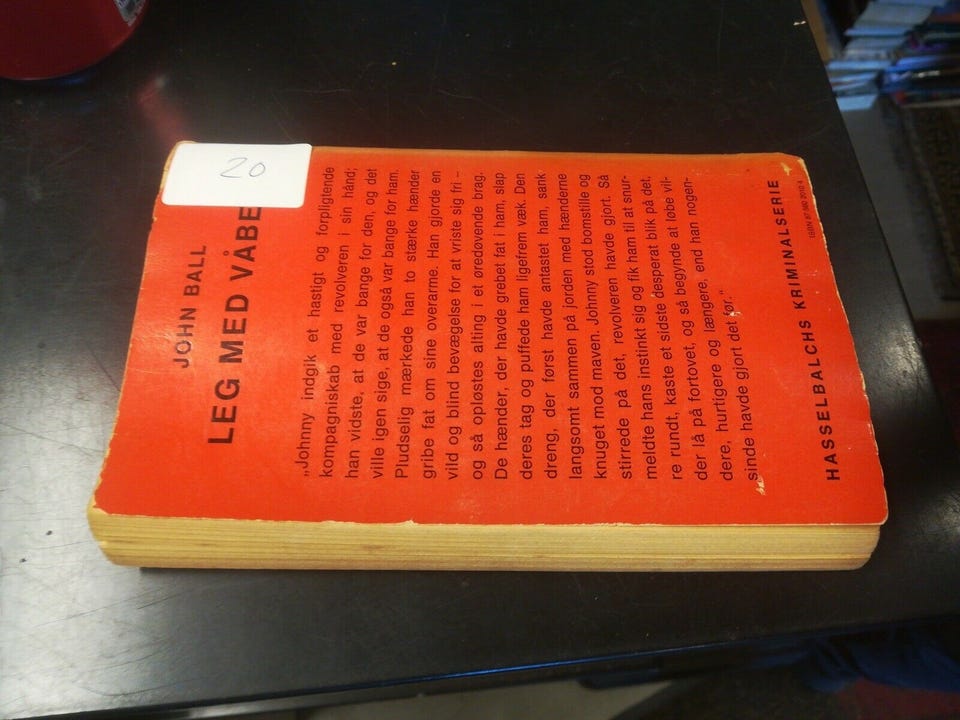 20
JOHN BALL
LEG MED VÅBE
„Johnny indgik et hastigt og forpligtende
kompagniskab med revolveren i sin hånd;
han vidste, at de var bange for den, og det
ville igen sige, at de også var bange for ham.
Pludselig mærkede han to stærke hænder
gribe fat om sine overarme. Han gjorde en
vild og blind bevægelse for at vriste sig fri –
og så opløstes alting i et øredøvende brag.
De hænder, der havde grebet fat i ham, slap
deres tag og puffede ham ligefrem væk. Den
dreng, der først havde antastet ham, sank
langsomt sammen på jorden med hænderne
knuget mod maven. Johnny stod bomstille og
stirrede på det, revolveren havde gjort. Så
meldte hans instinkt sig og fik ham til at snur-
re rundt, kaste et sidste desperat blik på det,
der lå på fortovet, og så begynde at løbe vil-
dere, hurtigere og længere, end han nogen-
sinde havde gjort det før.“
HASSELBALCHS KRIMINALSERIE